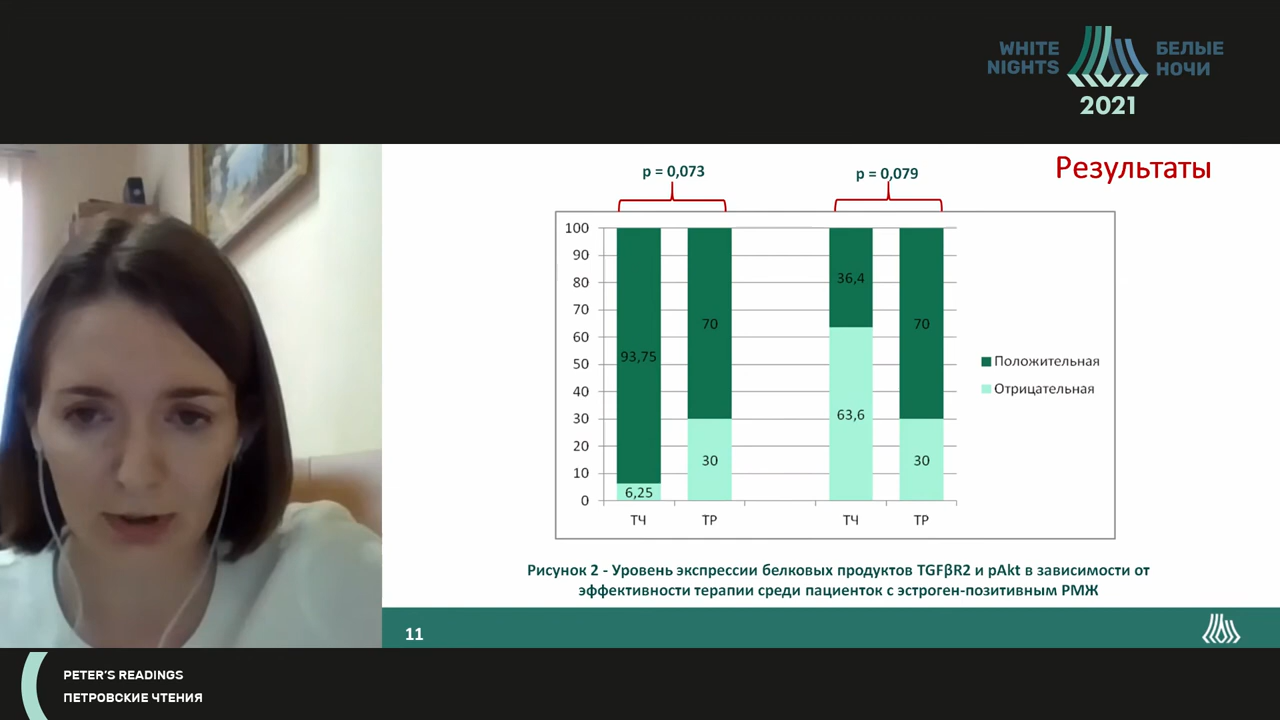 WHITE NIGHTS
БЕЛЫЕ НОЧИ
2021
Результаты
p = 0,073
p = 0,079
100
90
80
70
60
50
40
30
20
10
0
93,75
6,25
70
30
36,4
63,6
70
30
ТЧ
ТР
ТЧ
ТР
Положительная
Отрицательная
Рисунок 2 - Уровень экспрессии белковых продуктов TGFβR2 и pAkt в зависимости от
эффективности терапии среди пациенток с эстроген-позитивным РМЖ
11
PETER'S READINGS
ПЕТРОВСКИЕ ЧТЕНИЯ